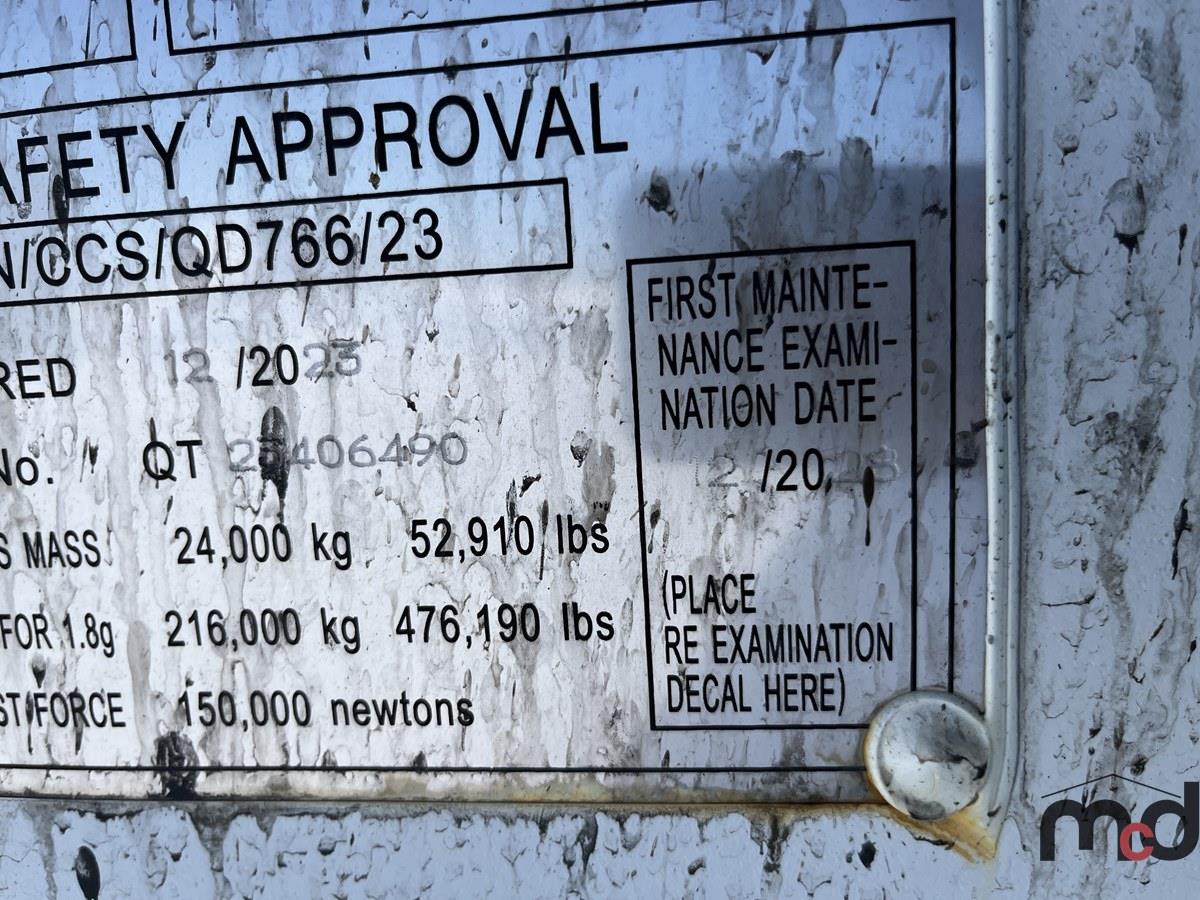 AFETY APPROVAL
N/CCS/QD766/23
RED 12 /2023
No. QT 23406490
S MASS 24,000 kg 52,910 lbs
FOR 1.8g 216,000 kg 476,190 lbs
ST FORCE 150,000 newtons
FIRST MAINTE-
NANCE EXAMI-
NATION DATE
12 /2028
(PLACE
RE EXAMINATION
DECAL HERE)
mcd